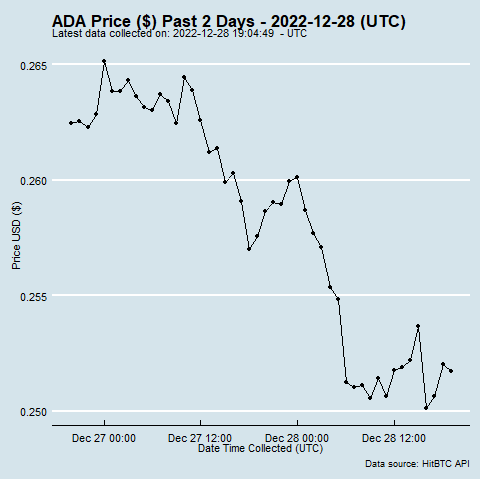 ADA Price ($) Past 2 Days - 2022-12-28 (UTC)
Latest data collected on: 2022-12-28 19:04:49 - UTC
0.265
0.260
Price USD ($)
0.255
0.250
Dec 27 00:00 Dec 27 12:00 Dec 28 00:00 Dec 28 12:00
Date Time Collected (UTC)
Data source: HitBTC API